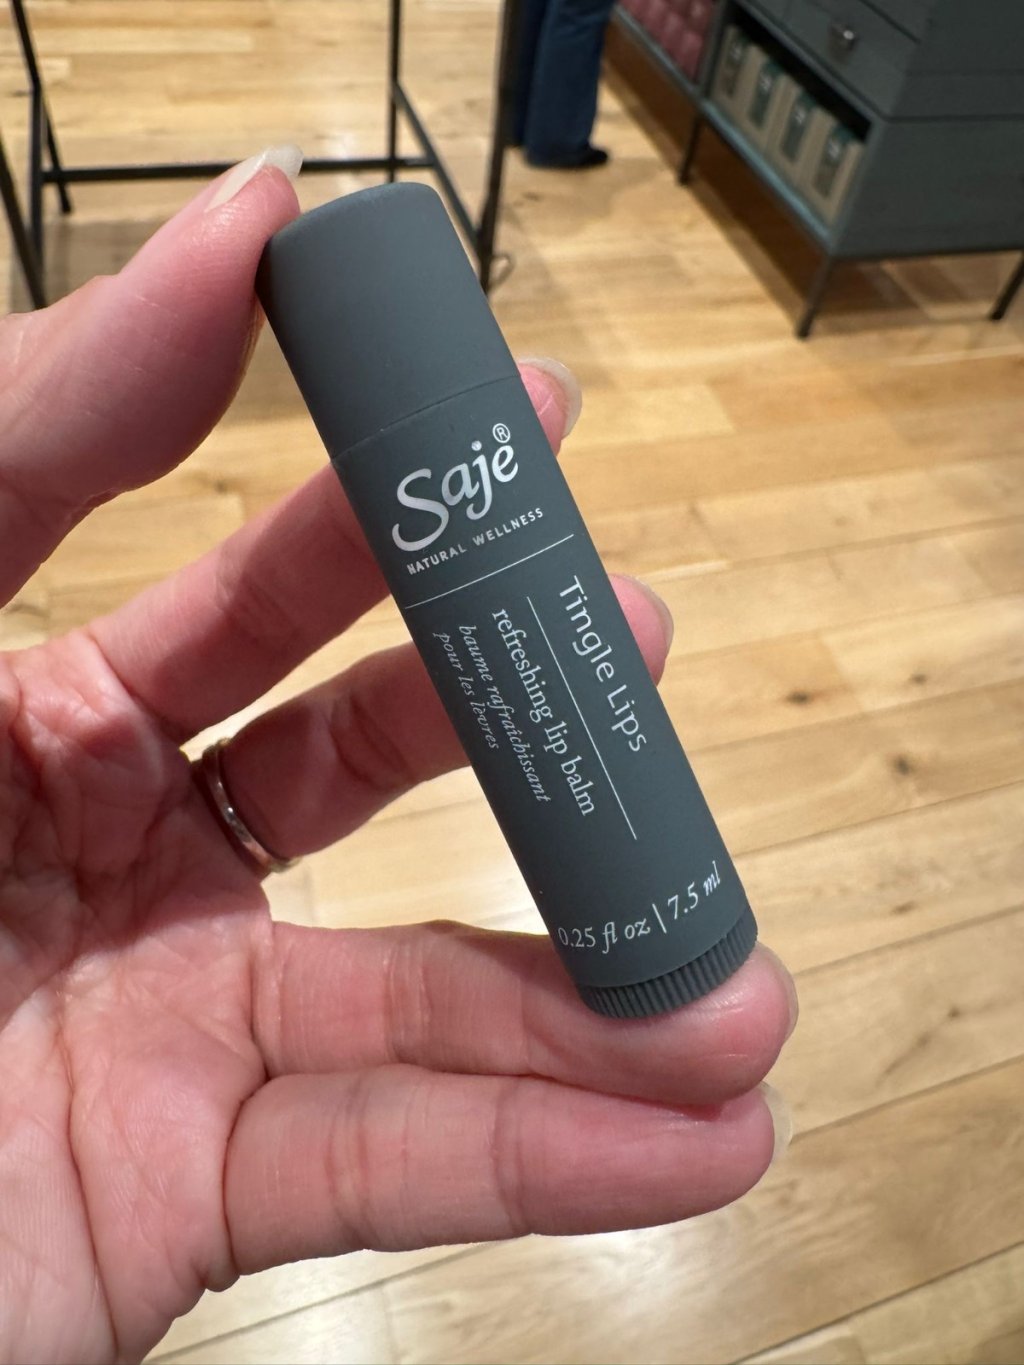 Saje®
NATURAL WELLNESS
Tingle Lips
refreshing lip balm
baume rafraîchissant
pour les lèvres
0.25 fl oz | 7.5 ml